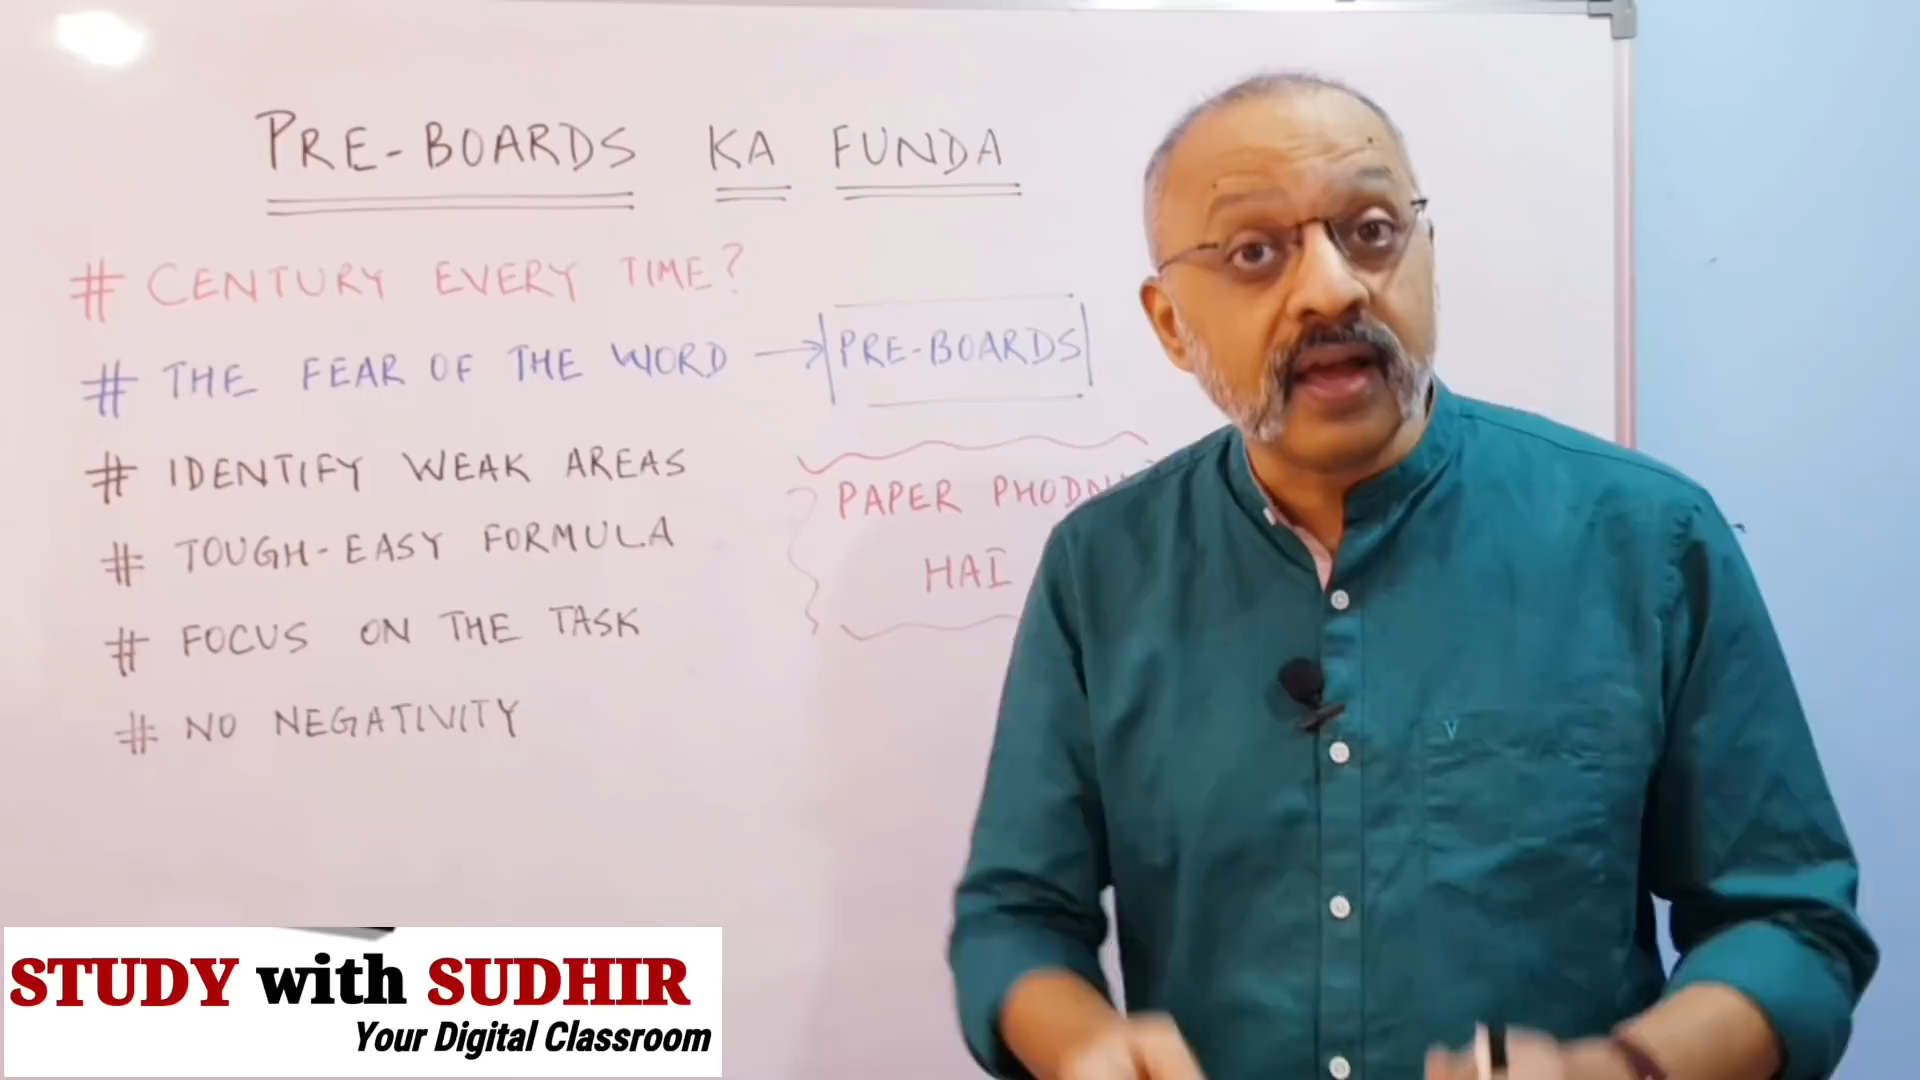 PRE-BOARDS KA FUNDA
# CENTURY EVERY TIME?
# THE FEAR OF THE WORD → PRE-BOARDS
# IDENTIFY WEAK AREAS
# TOUGH-EASY FORMULA
# FOCUS ON THE TASK
# NO NEGATIVITY
PAPER
HAI
STUDY with SUDHIR
Your Digital Classroom